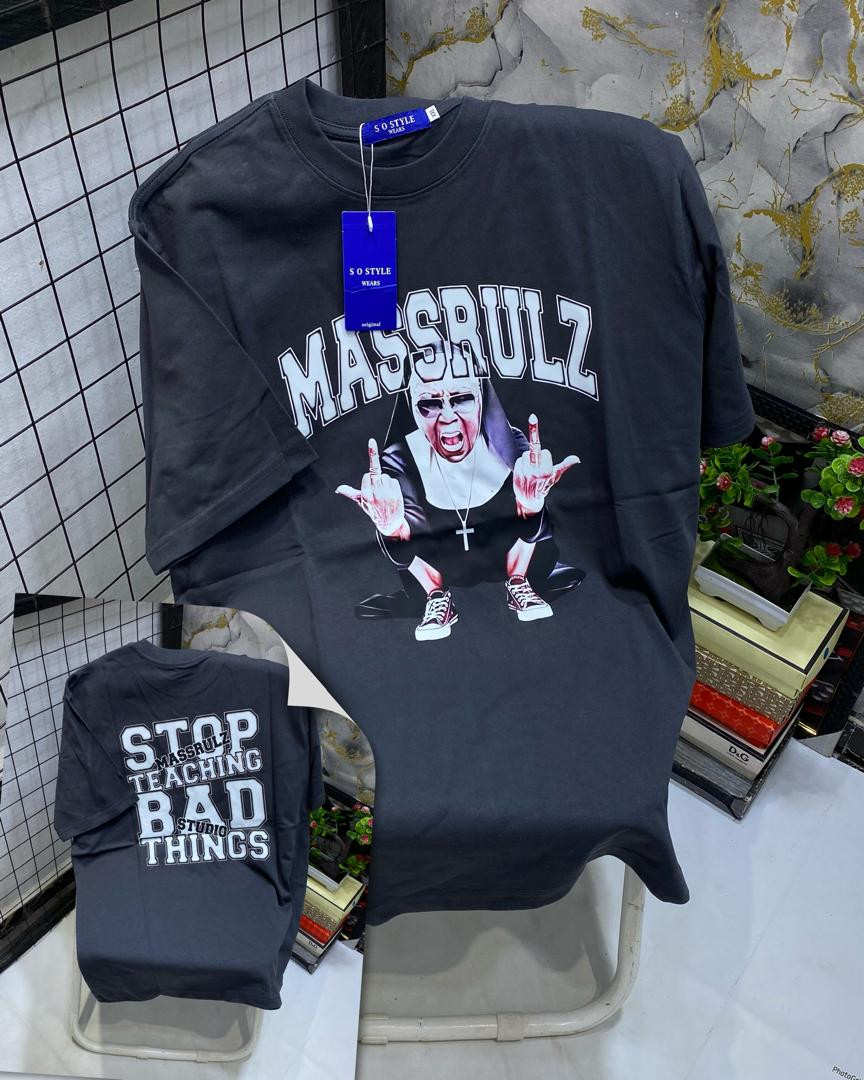 S O STYLE
WEARS
S O STYLE
WEARS
original
MASSRULZ
STOP
MASSRULZ
TEACHING
BAD
STUDIO
THINGS
D&G